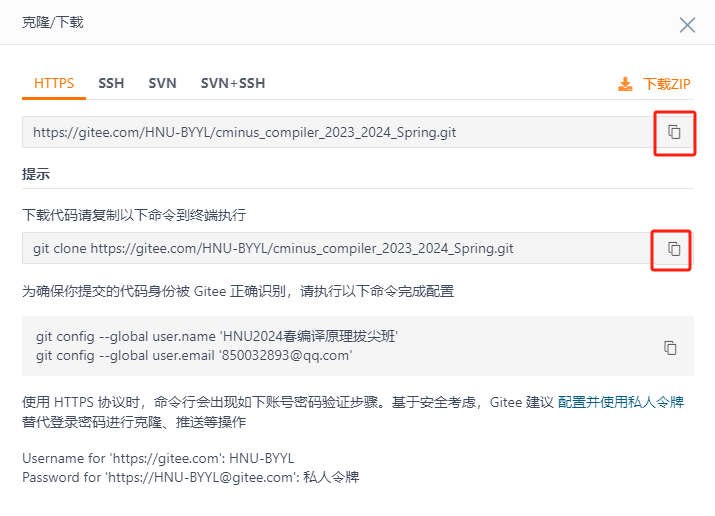 克隆/下载
HTTPS SSH SVN SVN+SSH 下载ZIP
https://gitee.com/HNU-BYYL/cminus_compiler_2023_2024_Spring.git
提示
下载代码请复制以下命令到终端执行
git clone https://gitee.com/HNU-BYYL/cminus_compiler_2023_2024_Spring.git
为确保你提交的代码身份被 Gitee 正确识别，请执行以下命令完成配置
git config --global user.name 'HNU2024春编译原理拔尖班'
git config --global user.email '850032893@qq.com'
使用 HTTPS 协议时，命令行会出现如下账号密码验证步骤。基于安全考虑，Gitee 建议 配置并使用私人令牌
替代登录密码进行克隆、推送等操作
Username for 'https://gitee.com': HNU-BYYL
Password for 'https://HNU-BYYL@gitee.com': 私人令牌